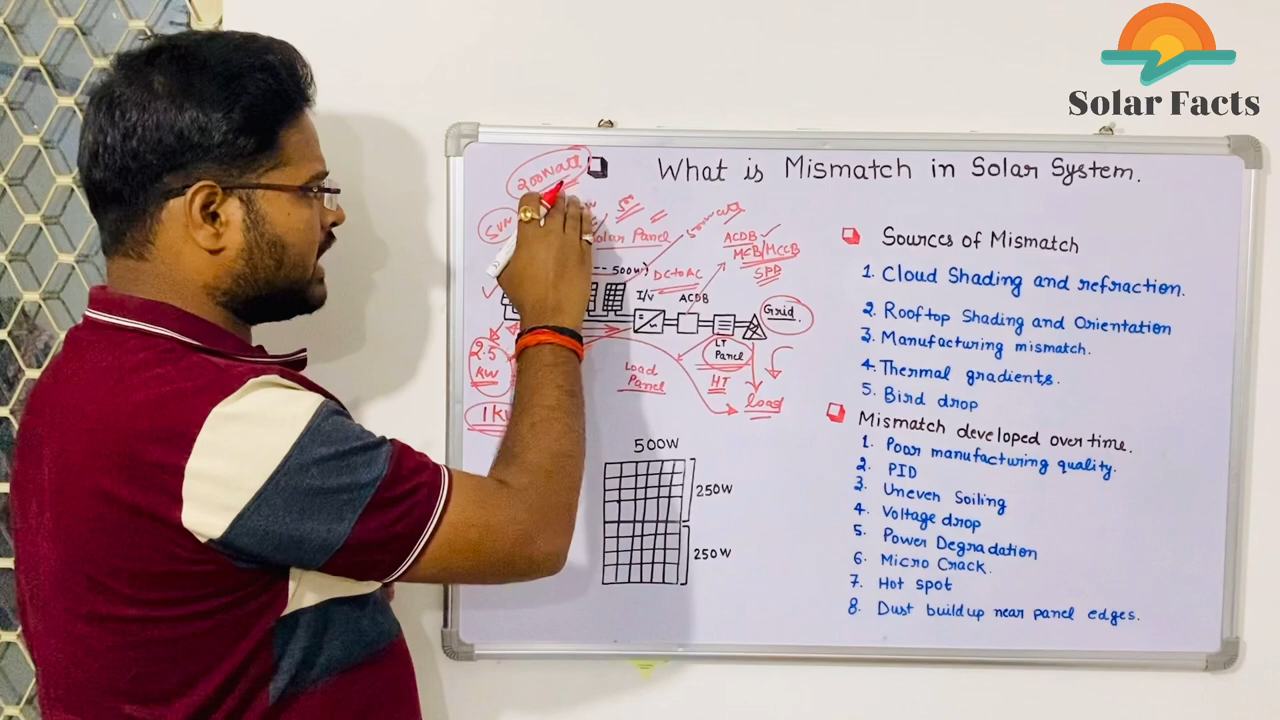 Solar Facts
What is Mismatch in Solar System.
200watt
SUN
50
500watt
Solar Panel
ACDB
MCB/MCCB
SPD
-- 500W)
DC to AC
I/V
ACDB
Grid.
LT
Panel
HT
Load
Panel
load
2.5
KW
500W
250W
250W
Sources of Mismatch
1. Cloud Shading and refraction.
2. Rooftop Shading and Orientation
3. Manufacturing mismatch.
4. Thermal gradients.
5. Bird drop
Mismatch developed over time.
1. Poor manufacturing quality.
2. PID
3. Uneven Soiling
4. Voltage drop
5. Power Degradation
6. Micro Crack.
7. Hot spot
8. Dust buildup near panel edges.